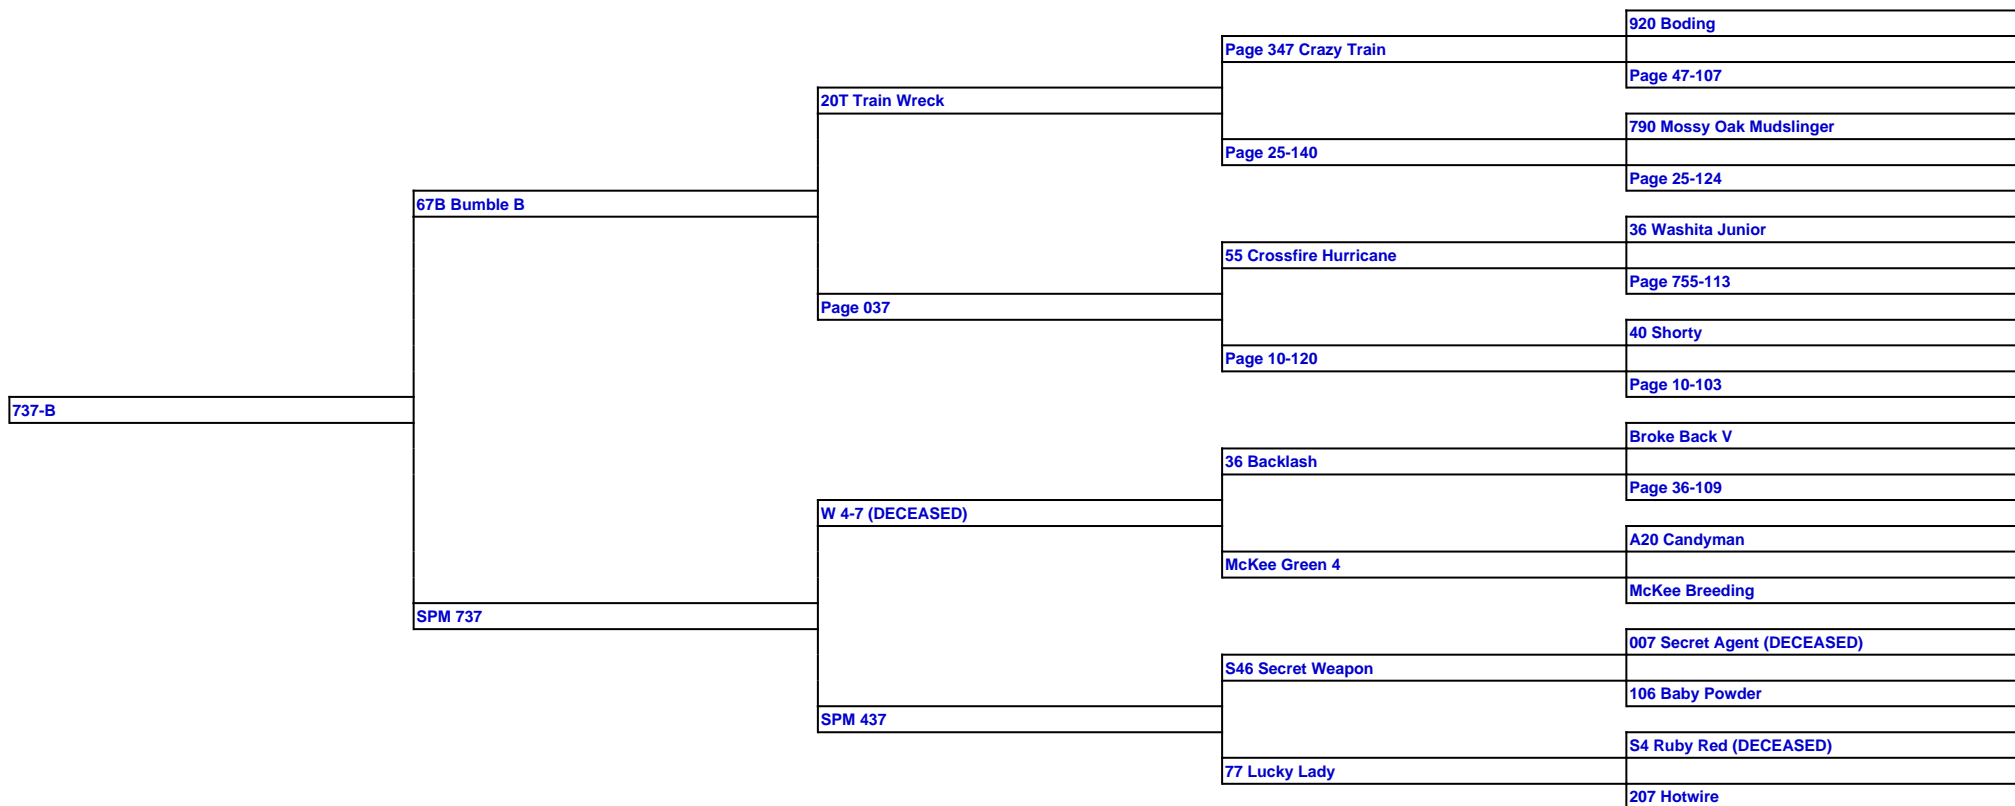 920 Boding
Page 347 Crazy Train
Page 47-107
20T Train Wreck
790 Mossy Oak Mudslinger
Page 25-140
Page 25-124
67B Bumble B
36 Washita Junior
55 Crossfire Hurricane
Page 755-113
Page 037
40 Shorty
Page 10-120
Page 10-103
737-B
Broke Back V
36 Backlash
Page 36-109
W 4-7 (DECEASED)
A20 Candyman
McKee Green 4
McKee Breeding
SPM 737
007 Secret Agent (DECEASED)
S46 Secret Weapon
106 Baby Powder
SPM 437
S4 Ruby Red (DECEASED)
77 Lucky Lady
207 Hotwire